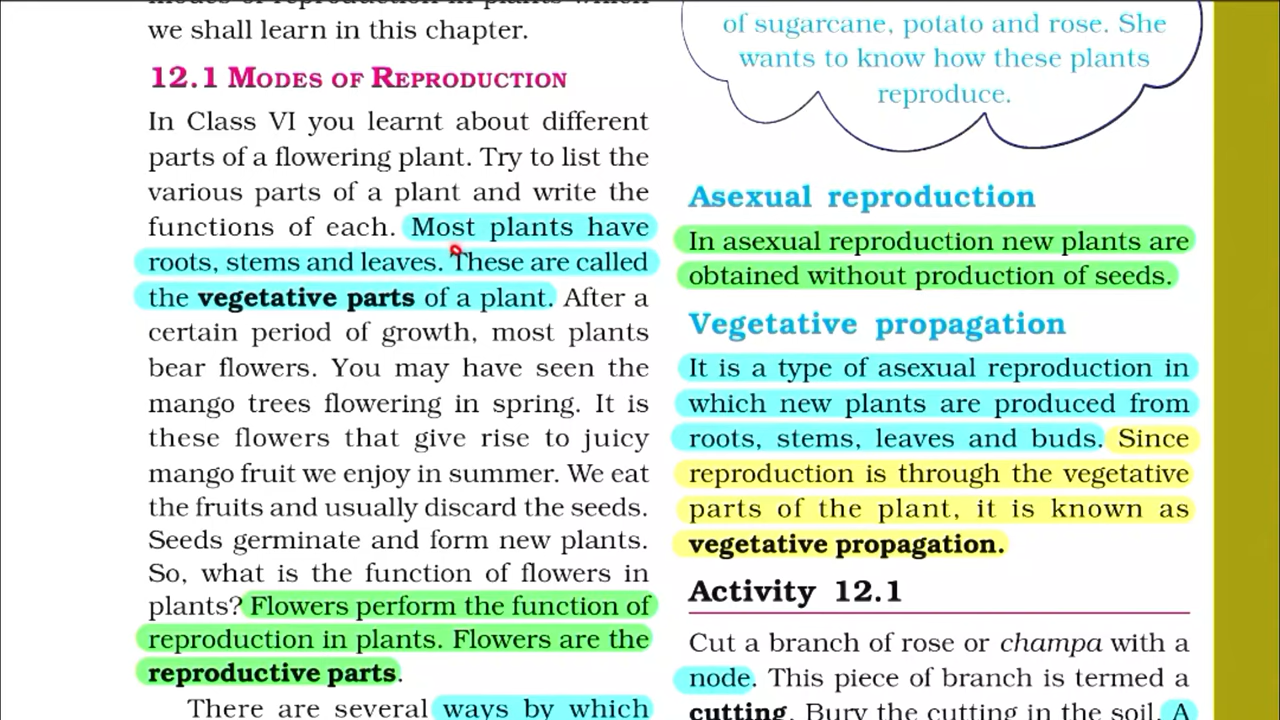 we shall learn in this chapter.
12.1 MODES OF REPRODUCTION
In Class VI you learnt about different
parts of a flowering plant. Try to list the
various parts of a plant and write the
functions of each. Most plants have
roots, stems and leaves. These are called
the vegetative parts of a plant. After a
certain period of growth, most plants
bear flowers. You may have seen the
mango trees flowering in spring. It is
these flowers that give rise to juicy
mango fruit we enjoy in summer. We eat
the fruits and usually discard the seeds.
Seeds germinate and form new plants.
So, what is the function of flowers in
plants? Flowers perform the function of
reproduction in plants. Flowers are the
reproductive parts.
There are several ways by which
of sugarcane, potato and rose. She
wants to know how these plants
reproduce.
Asexual reproduction
In asexual reproduction new plants are
obtained without production of seeds.
Vegetative propagation
It is a type of asexual reproduction in
which new plants are produced from
roots, stems, leaves and buds. Since
reproduction is through the vegetative
parts of the plant, it is known as
vegetative propagation.
Activity 12.1
Cut a branch of rose or champa with a
node. This piece of branch is termed a
cutting. Bury the cutting in the soil. A